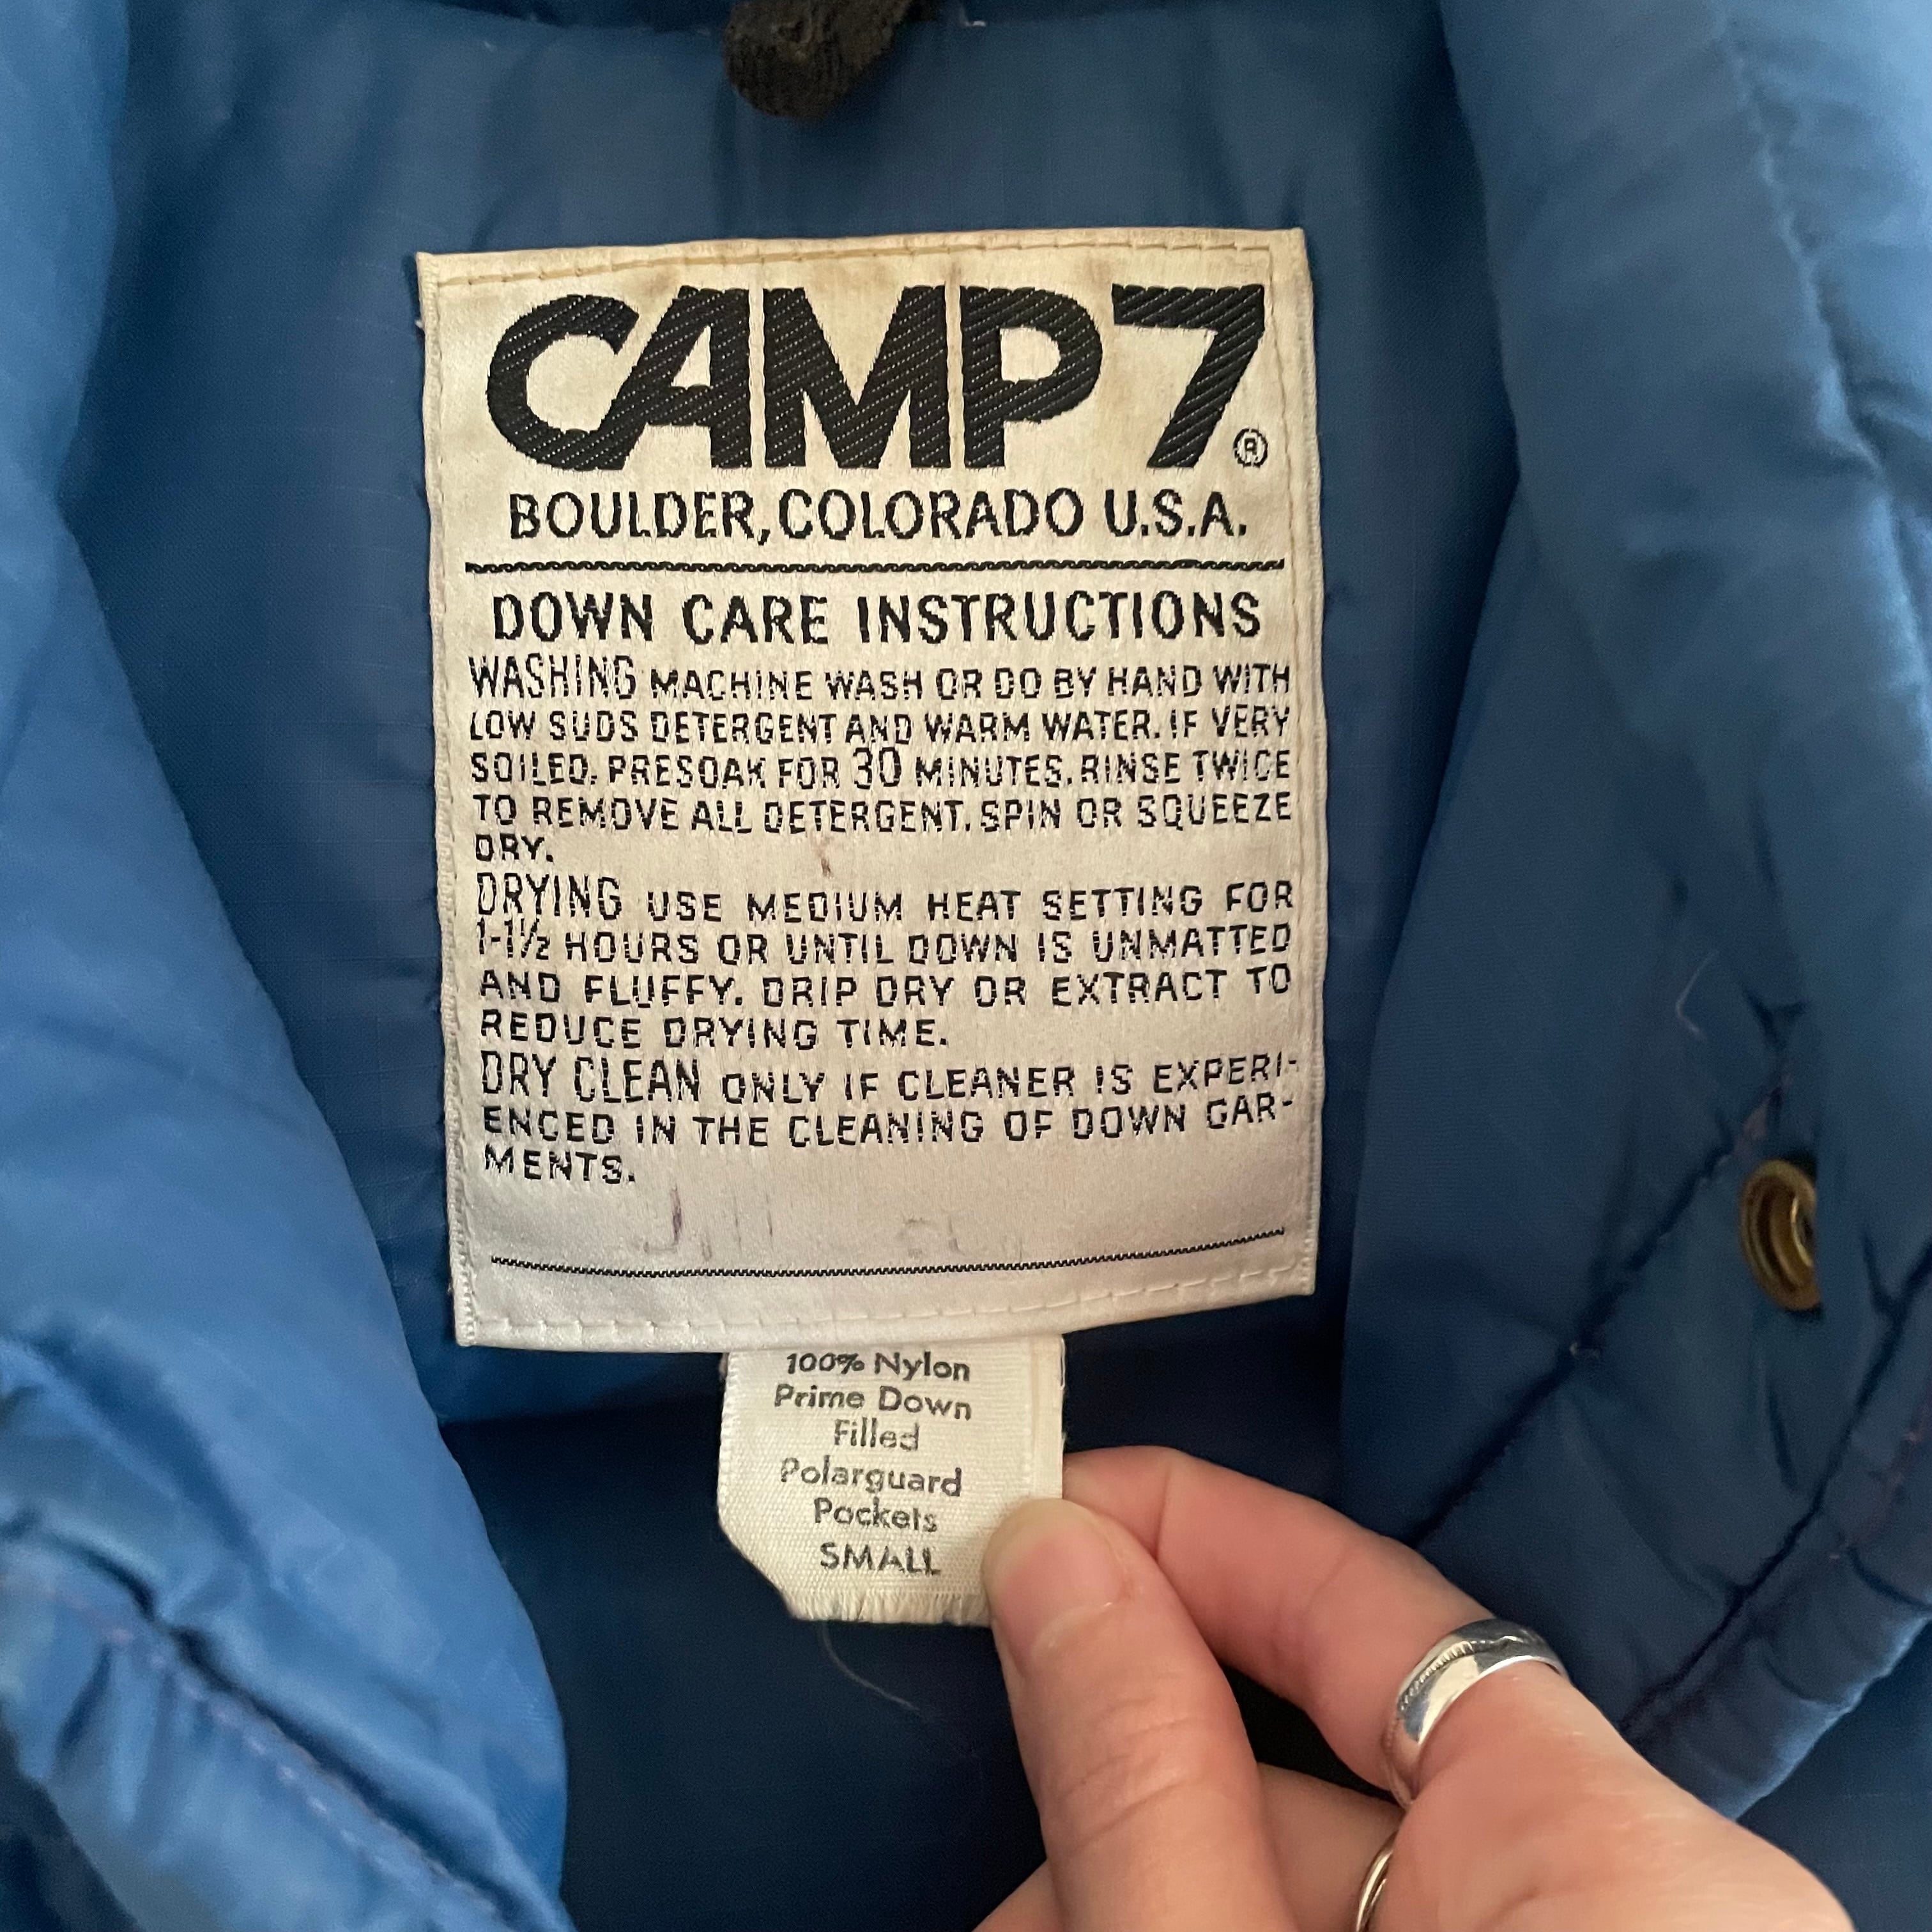 CAMP 7®
BOULDER, COLORADO U.S.A.
DOWN CARE INSTRUCTIONS
WASHING MACHINE WASH OR DO BY HAND WITH
LOW SUDS DETERGENT AND WARM WATER. IF VERY
SOILED, PRESOAK FOR 30 MINUTES. RINSE TWICE
TO REMOVE ALL DETERGENT. SPIN OR SQUEEZE
DRY.
DRYING USE MEDIUM HEAT SETTING FOR
1-1½ HOURS OR UNTIL DOWN IS UNMATTED
AND FLUFFY. DRIP DRY OR EXTRACT TO
REDUCE DRYING TIME.
DRY CLEAN ONLY IF CLEANER IS EXPERI-
ENCED IN THE CLEANING OF DOWN GAR-
MENTS.
100% Nylon
Prime Down
Filled
Polarguard
Pockets
SMALL